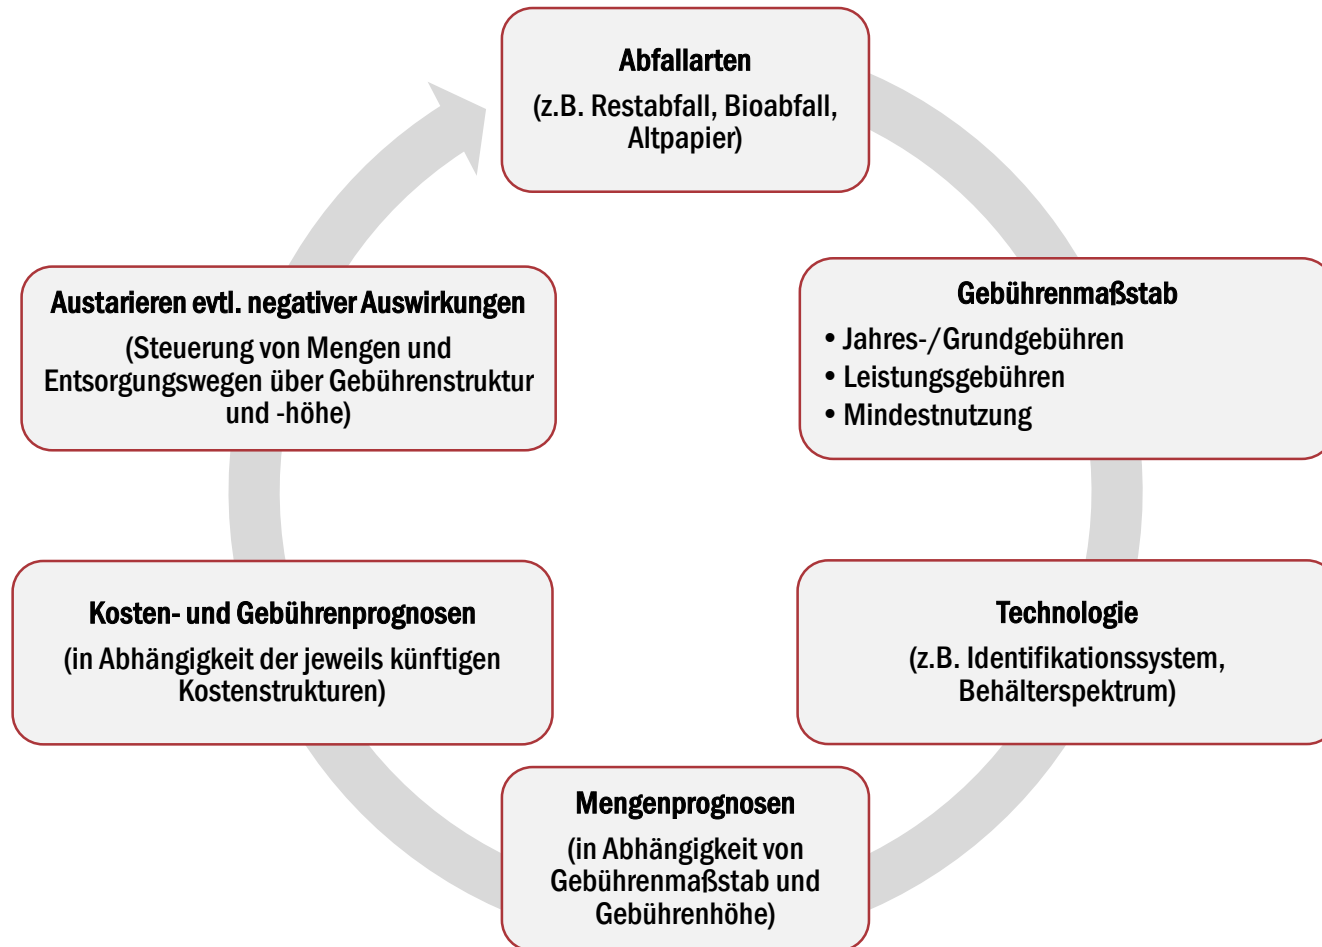 Abfallarten
(z.B. Restabfall, Bioabfall,
Altpapier)
Gebührenmaßstab
• Jahres-/Grundgebühren
• Leistungsgebühren
• Mindestnutzung
Technologie
(z.B. Identifikationssystem,
Behälterspektrum)
Mengenprognosen
(in Abhängigkeit von
Gebührenmaßstab und
Gebührenhöhe)
Kosten- und Gebührenprognosen
(in Abhängigkeit der jeweils künftigen
Kostenstrukturen)
Austarieren evtl. negativer Auswirkungen
(Steuerung von Mengen und
Entsorgungswegen über Gebührenstruktur
und -höhe)